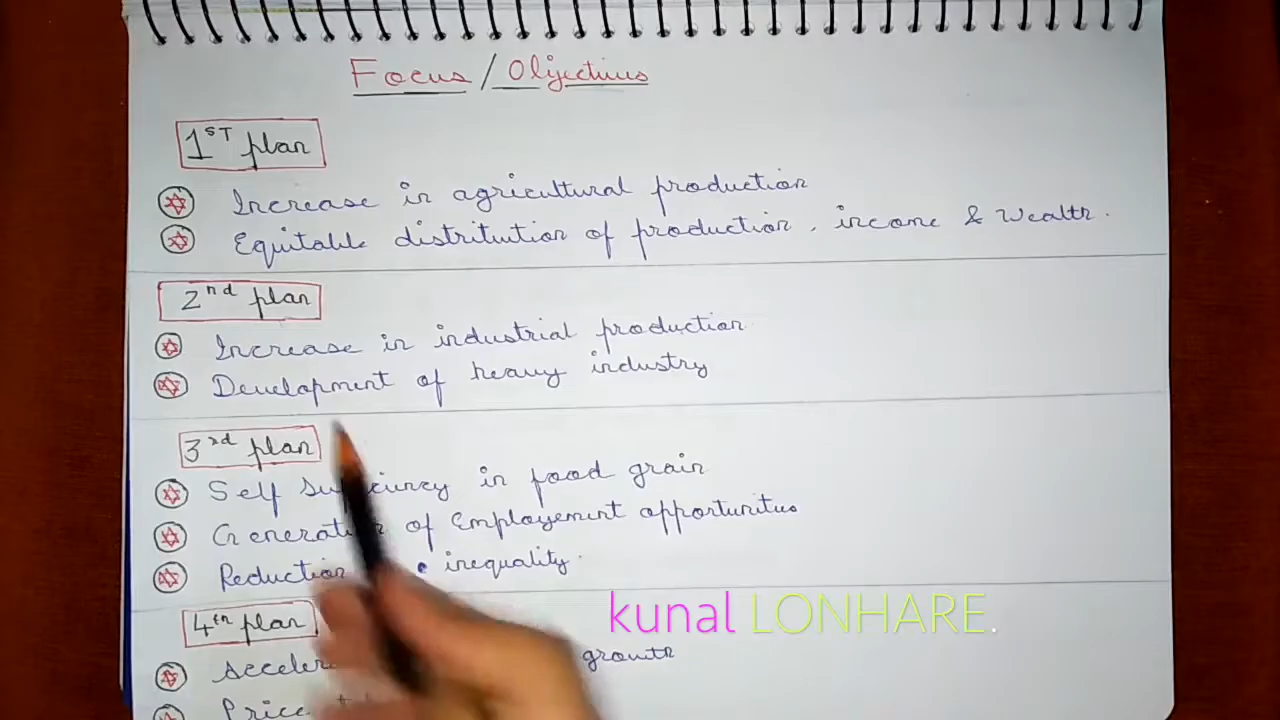 Focus / Objectives
1ST plan
Increase in agricultural production
Equitable distribution of production, income & Wealth.
2nd plan
Increase in industrial production
Development of heavy industry
3rd plan
Self in food grain
of Employement opportunities
Reduction inequality.
kunal LONHARE.
4th plan
growth
Price